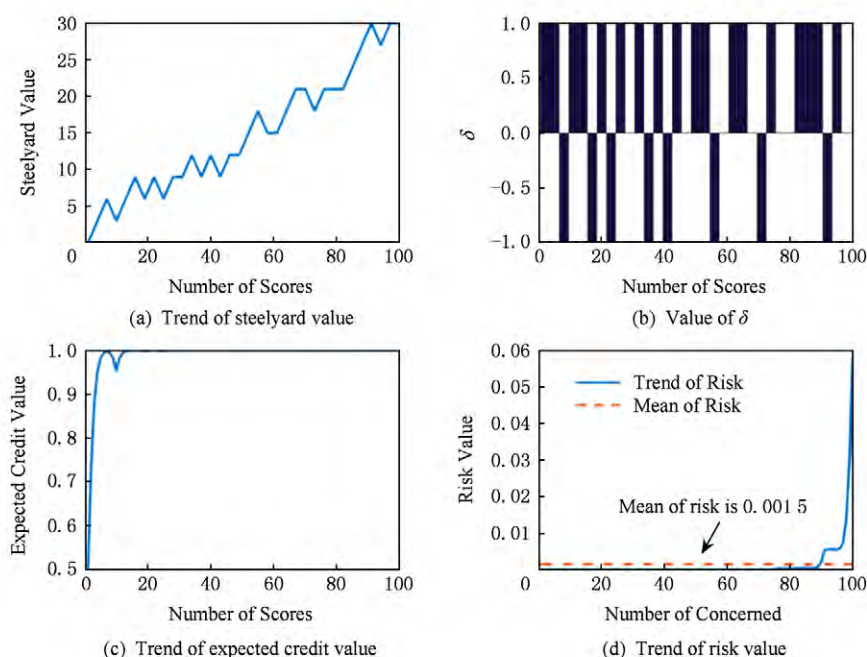 30
25
20
15
10
5
0 20 40 60 80 100
Steelyard Value
Number of Scores
(a) Trend of steelyard value
1.0
0.5
0.0
−0.5
−1.0
0 20 40 60 80 100
δ
Number of Scores
(b) Value of δ
1.0
0.9
0.8
0.7
0.6
0.5
0 20 40 60 80 100
Expected Credit Value
Number of Scores
(c) Trend of expected credit value
0.06
0.05
0.04
0.03
0.02
0.01
0 20 40 60 80 100
Risk Value
Trend of Risk
Mean of Risk
Mean of risk is 0.001 5
Number of Concerned
(d) Trend of risk value